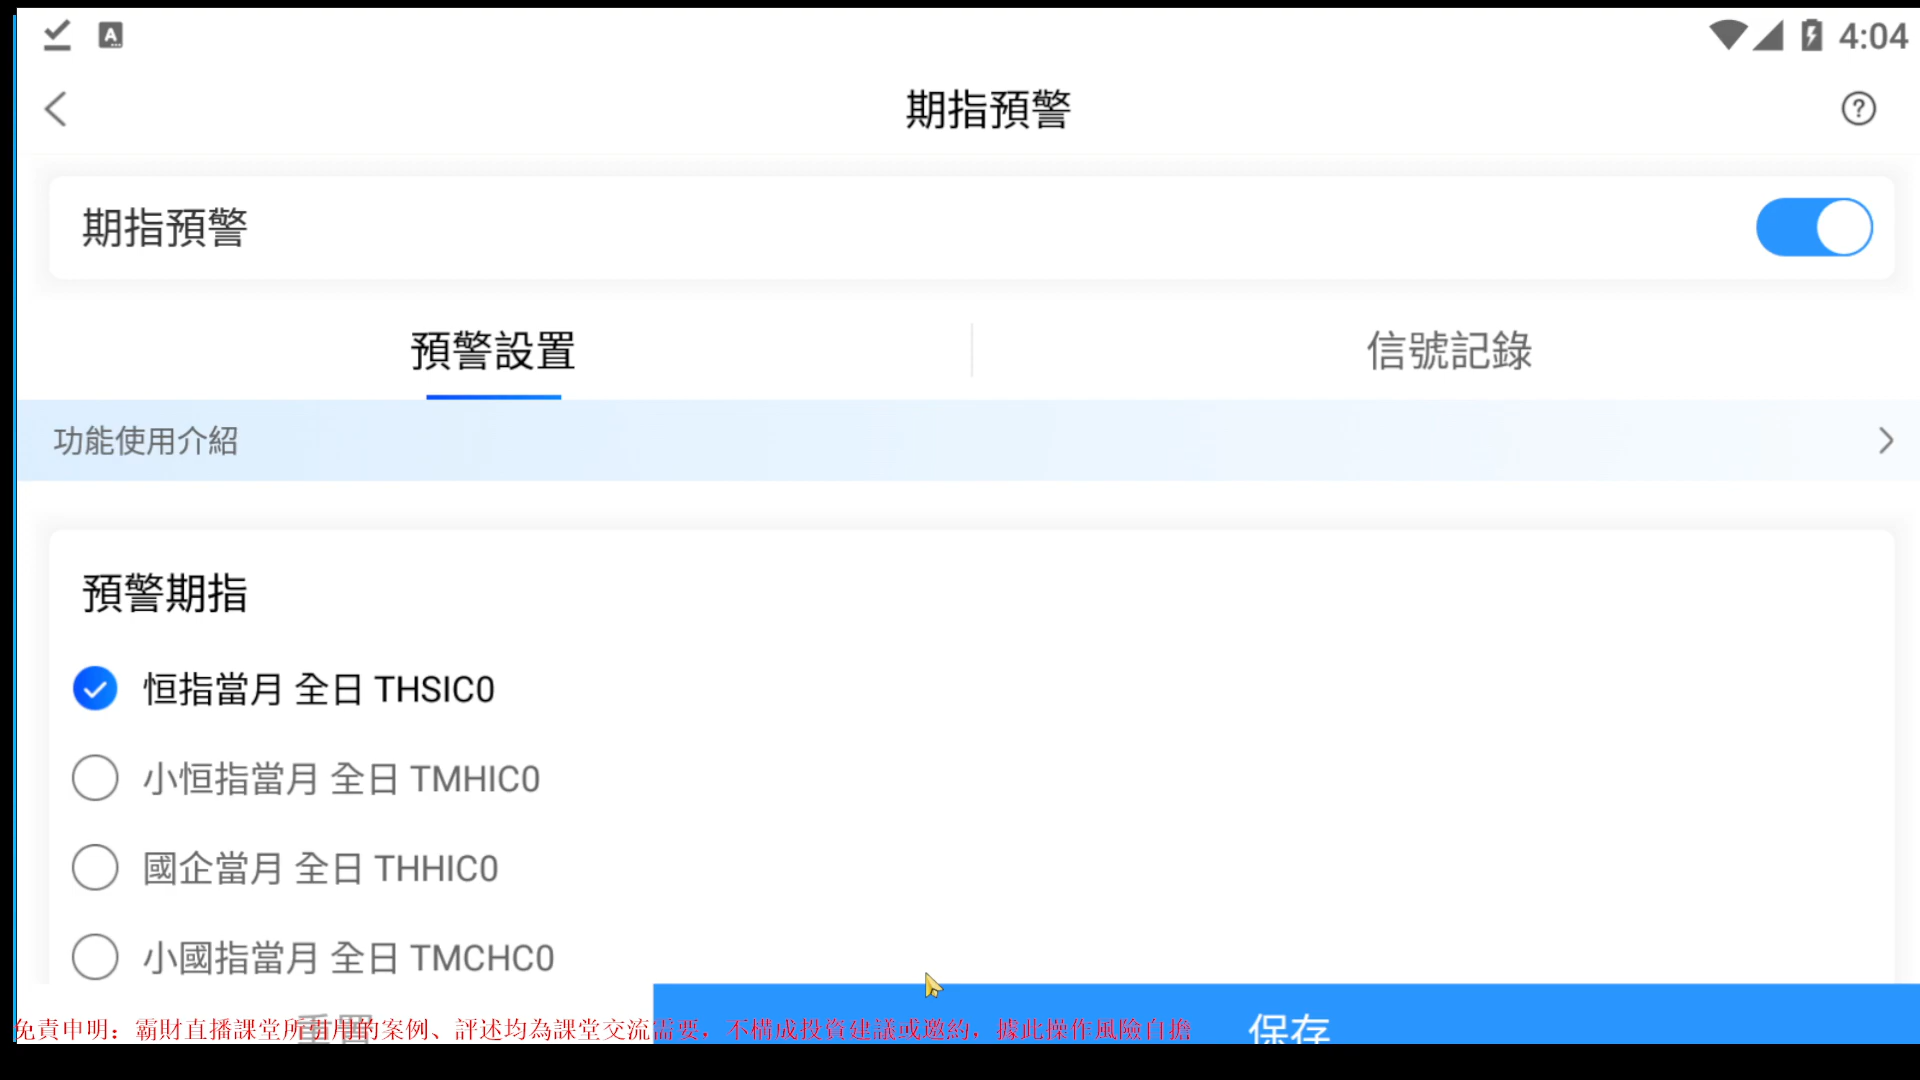 4:04
期指預警
期指預警
預警設置
信號記錄
功能使用介紹
預警期指
恒指當月 全日 THSIC0
小恒指當月 全日 TMHIC0
國企當月 全日 THHIC0
小國指當月 全日 TMCHC0
重置
保存
免責申明：霸財直播課堂所引用的案例、評述均為課堂交流需要，不構成投資建議或邀約，據此操作風險自擔